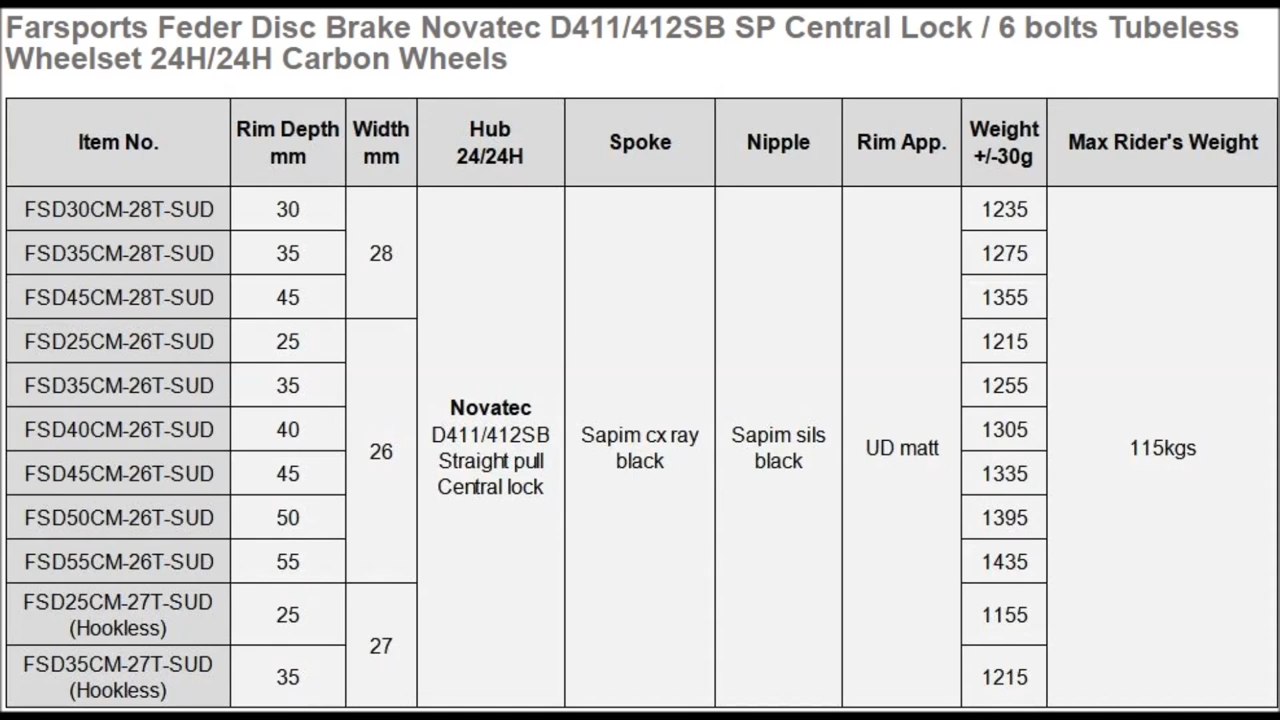 Farsports Feder Disc Brake Novatec D411/412SB SP Central Lock / 6 bolts Tubeless
Wheelset 24H/24H Carbon Wheels
Item No. Rim Depth mm Width mm Hub 24/24H Spoke Nipple Rim App. Weight +/-30g Max Rider's Weight
FSD30CM-28T-SUD 30 1235
FSD35CM-28T-SUD 35 28 1275
FSD45CM-28T-SUD 45 1355
FSD25CM-26T-SUD 25 1215
FSD35CM-26T-SUD 35 1255
FSD40CM-26T-SUD 40 1305
FSD45CM-26T-SUD 45 1335
FSD50CM-26T-SUD 50 1395
FSD55CM-26T-SUD 55 1435
26
Novatec
D411/412SB
Straight pull
Central lock
Sapim cx ray
black
Sapim sils
black
UD matt
115kgs
FSD25CM-27T-SUD
(Hookless) 25 1155
27
FSD35CM-27T-SUD
(Hookless) 35 1215